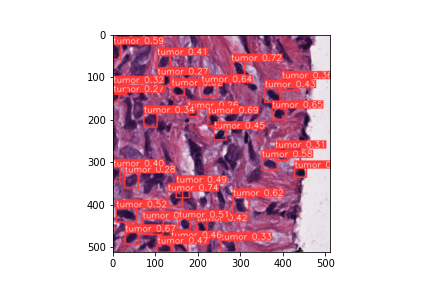 tumor 0.59
tumor 0.41
tumor 0.72
tumor 0.27
tumor 0.32
tumor 0.64
tumor 0.43
tumor 0.27
tumor 0.76
tumor 0.65
tumor 0.34
tumor 0.69
tumor 0.45
tumor 0.31
tumor 0.58
tumor 0.40
tumor 0.28
tumor 0.49
tumor 0.74
tumor 0.62
tumor 0.52
tumor 0.51
0.42
tumor 0.67
tumor 0.46
tumor 0.47
tumor 0.33
0
100
200
300
400
500
0 100 200 300 400 500